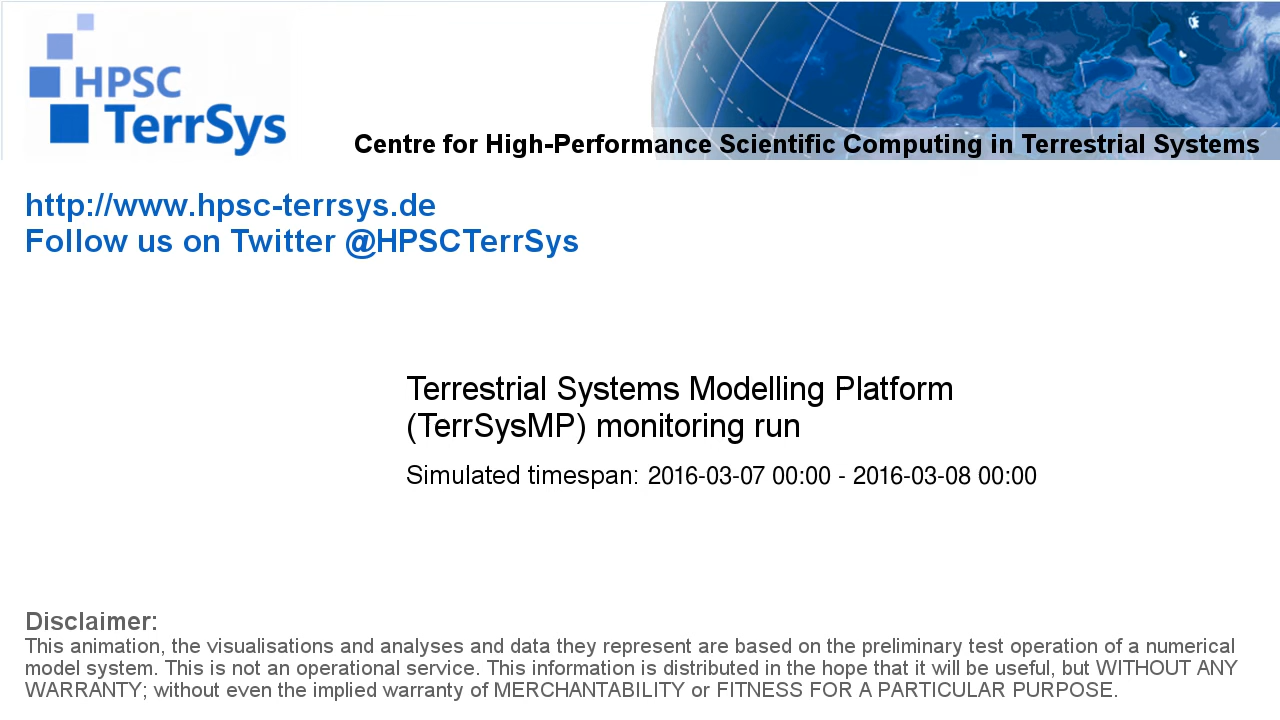 HPSC
TerrSys
Centre for High-Performance Scientific Computing in Terrestrial Systems
http://www.hpsc-terrsys.de
Follow us on Twitter @HPSCTerrSys
Terrestrial Systems Modelling Platform
(TerrSysMP) monitoring run
Simulated timespan: 2016-03-07 00:00 - 2016-03-08 00:00
Disclaimer:
This animation, the visualisations and analyses and data they represent are based on the preliminary test operation of a numerical
model system. This is not an operational service. This information is distributed in the hope that it will be useful, but WITHOUT ANY
WARRANTY; without even the implied warranty of MERCHANTABILITY or FITNESS FOR A PARTICULAR PURPOSE.